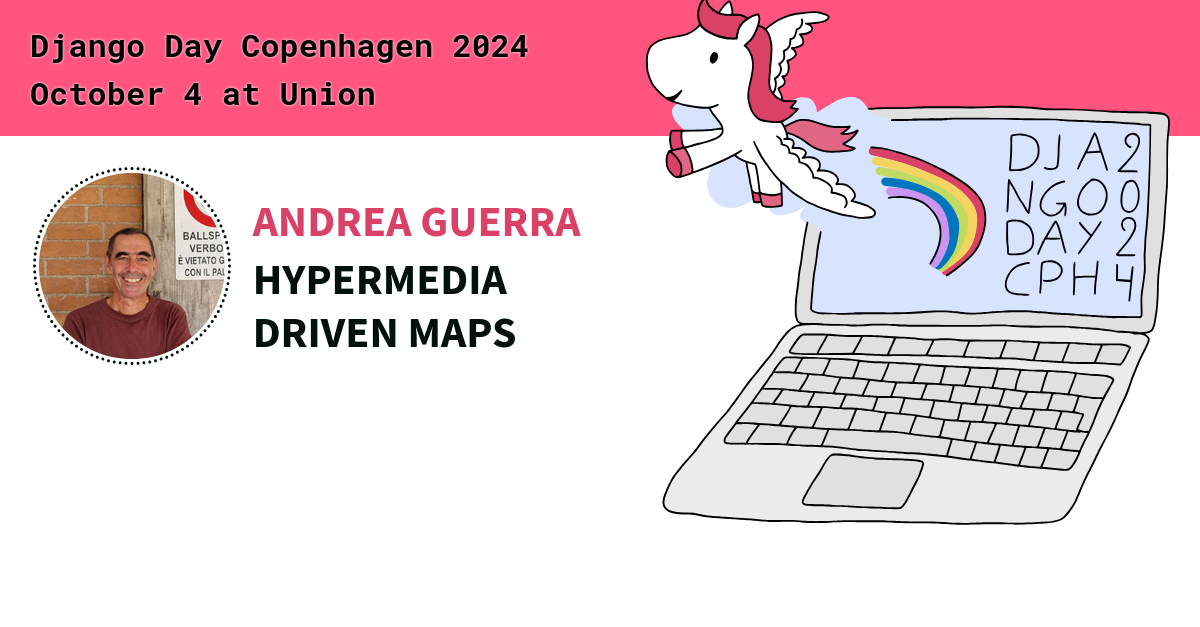 Django Day Copenhagen 2024
October 4 at Union
ANDREA GUERRA
HYPERMEDIA
DRIVEN MAPS
BALLSP
VERBO
È VIETATO G
CON IL PAL
DJA2
NGO0
DAY2
CPH4